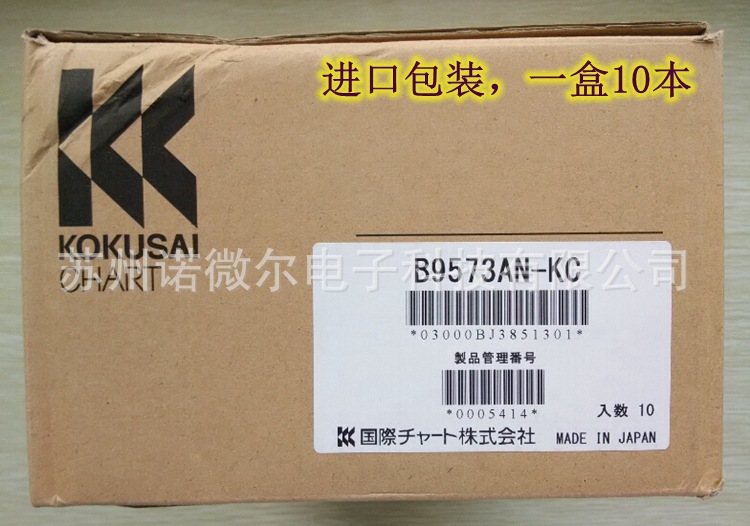 进口包装，一盒10本
KOKUSAI
CHART
苏州诺微尔电子科技有限公司
B9573AN-KC
*03000BJ3851301*
製品管理番号
*0005414*
入数 10
国際チャート株式会社
MADE IN JAPAN